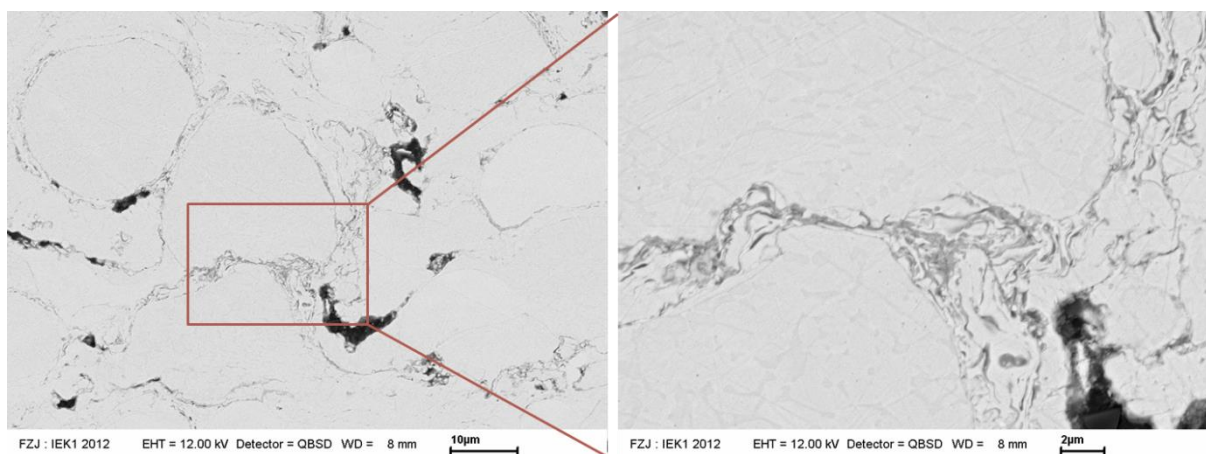 FZJ : IEK1 2012 EHT = 12.00 kV Detector = QBSD WD = 8 mm 10µm
FZJ : IEK1 2012 EHT = 12.00 kV Detector = QBSD WD = 8 mm 2µm